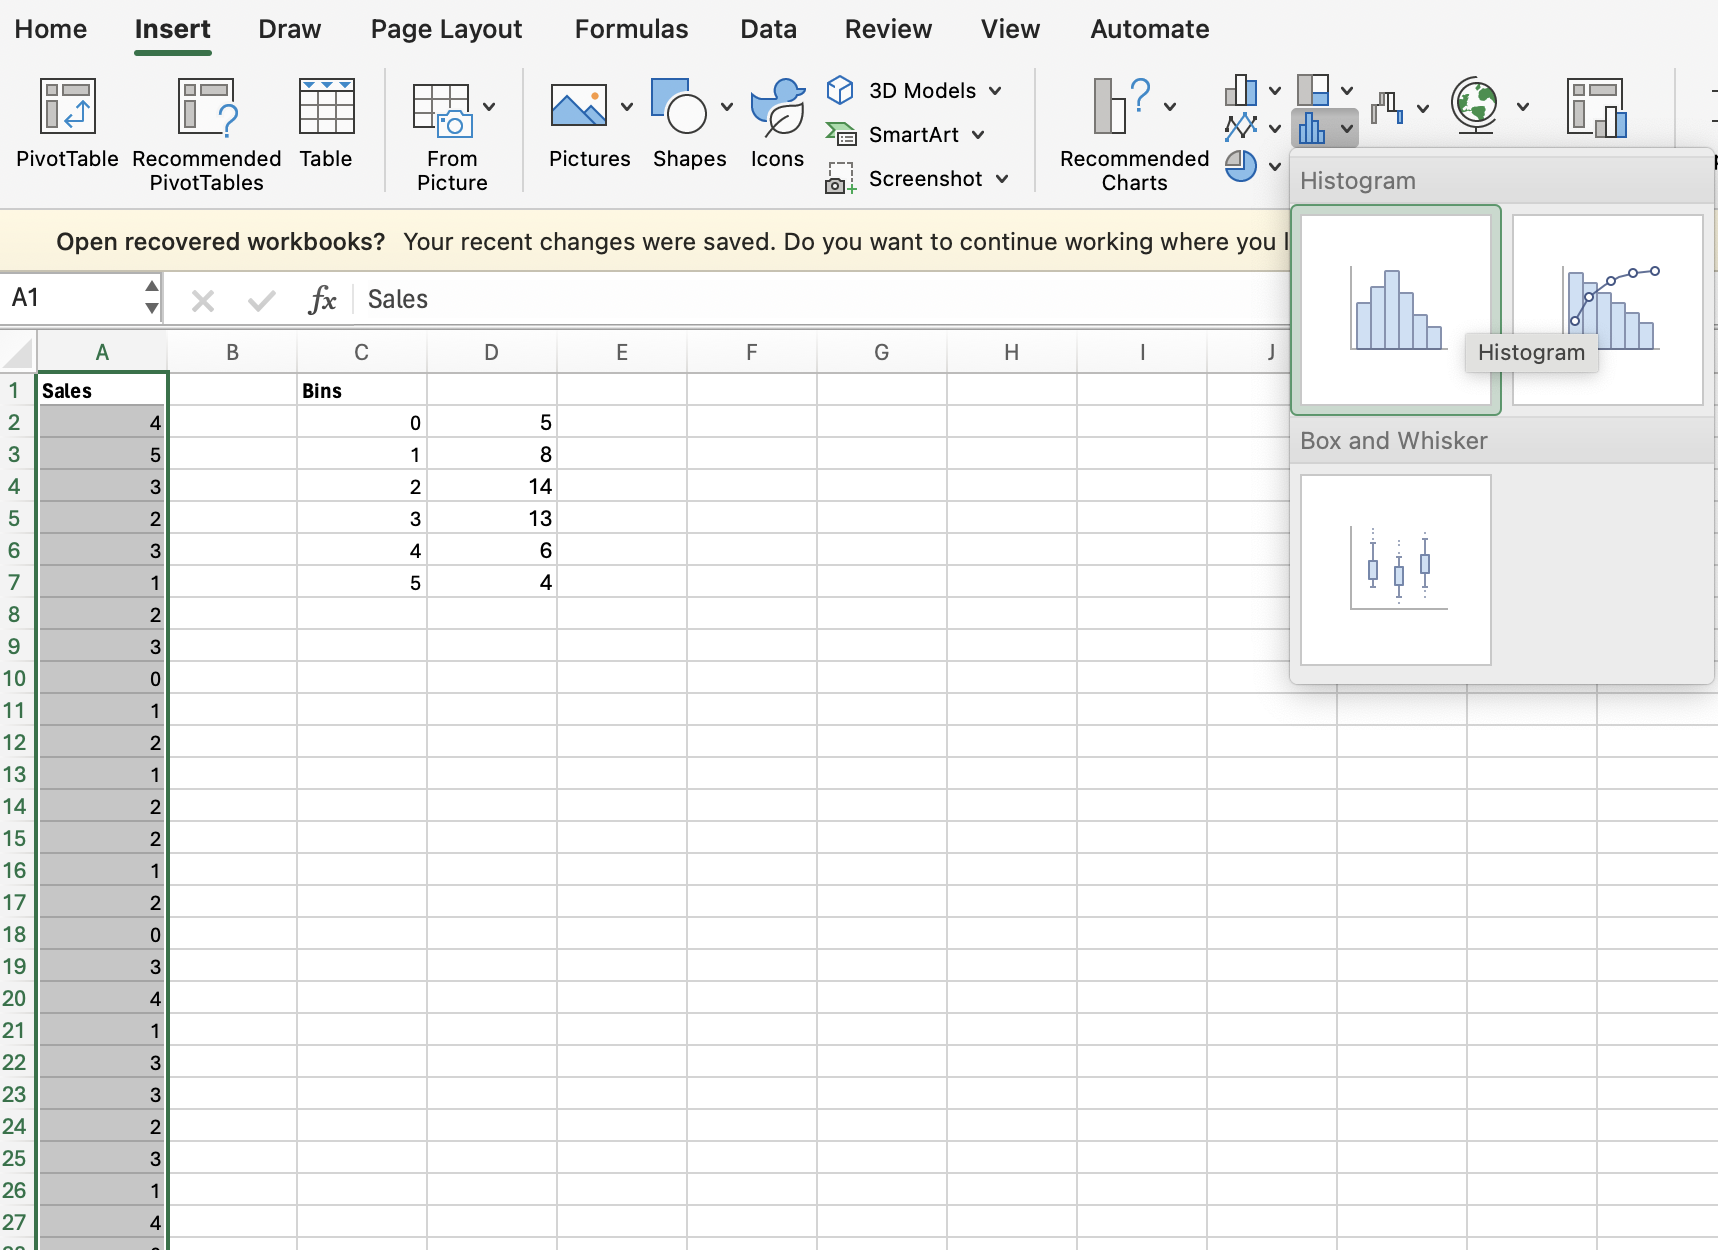 Home Insert Draw Page Layout Formulas Data Review View Automate
PivotTable
Recommended
PivotTables
Table
From
Picture
Pictures
Shapes
Icons
3D Models
SmartArt
Screenshot
Recommended
Charts
Histogram
Open recovered workbooks? Your recent changes were saved. Do you want to continue working where you
A1 fx Sales
Histogram
Box and Whisker
A B C D E F G H I J
1 Sales Bins
2 4 0 5
3 5 1 8
4 3 2 14
5 2 3 13
6 3 4 6
7 1 5 4
8 2
9 3
10 0
11 1
12 2
13 1
14 2
15 2
16 1
17 2
18 0
19 3
20 4
21 1
22 3
23 3
24 2
25 3
26 1
27 4